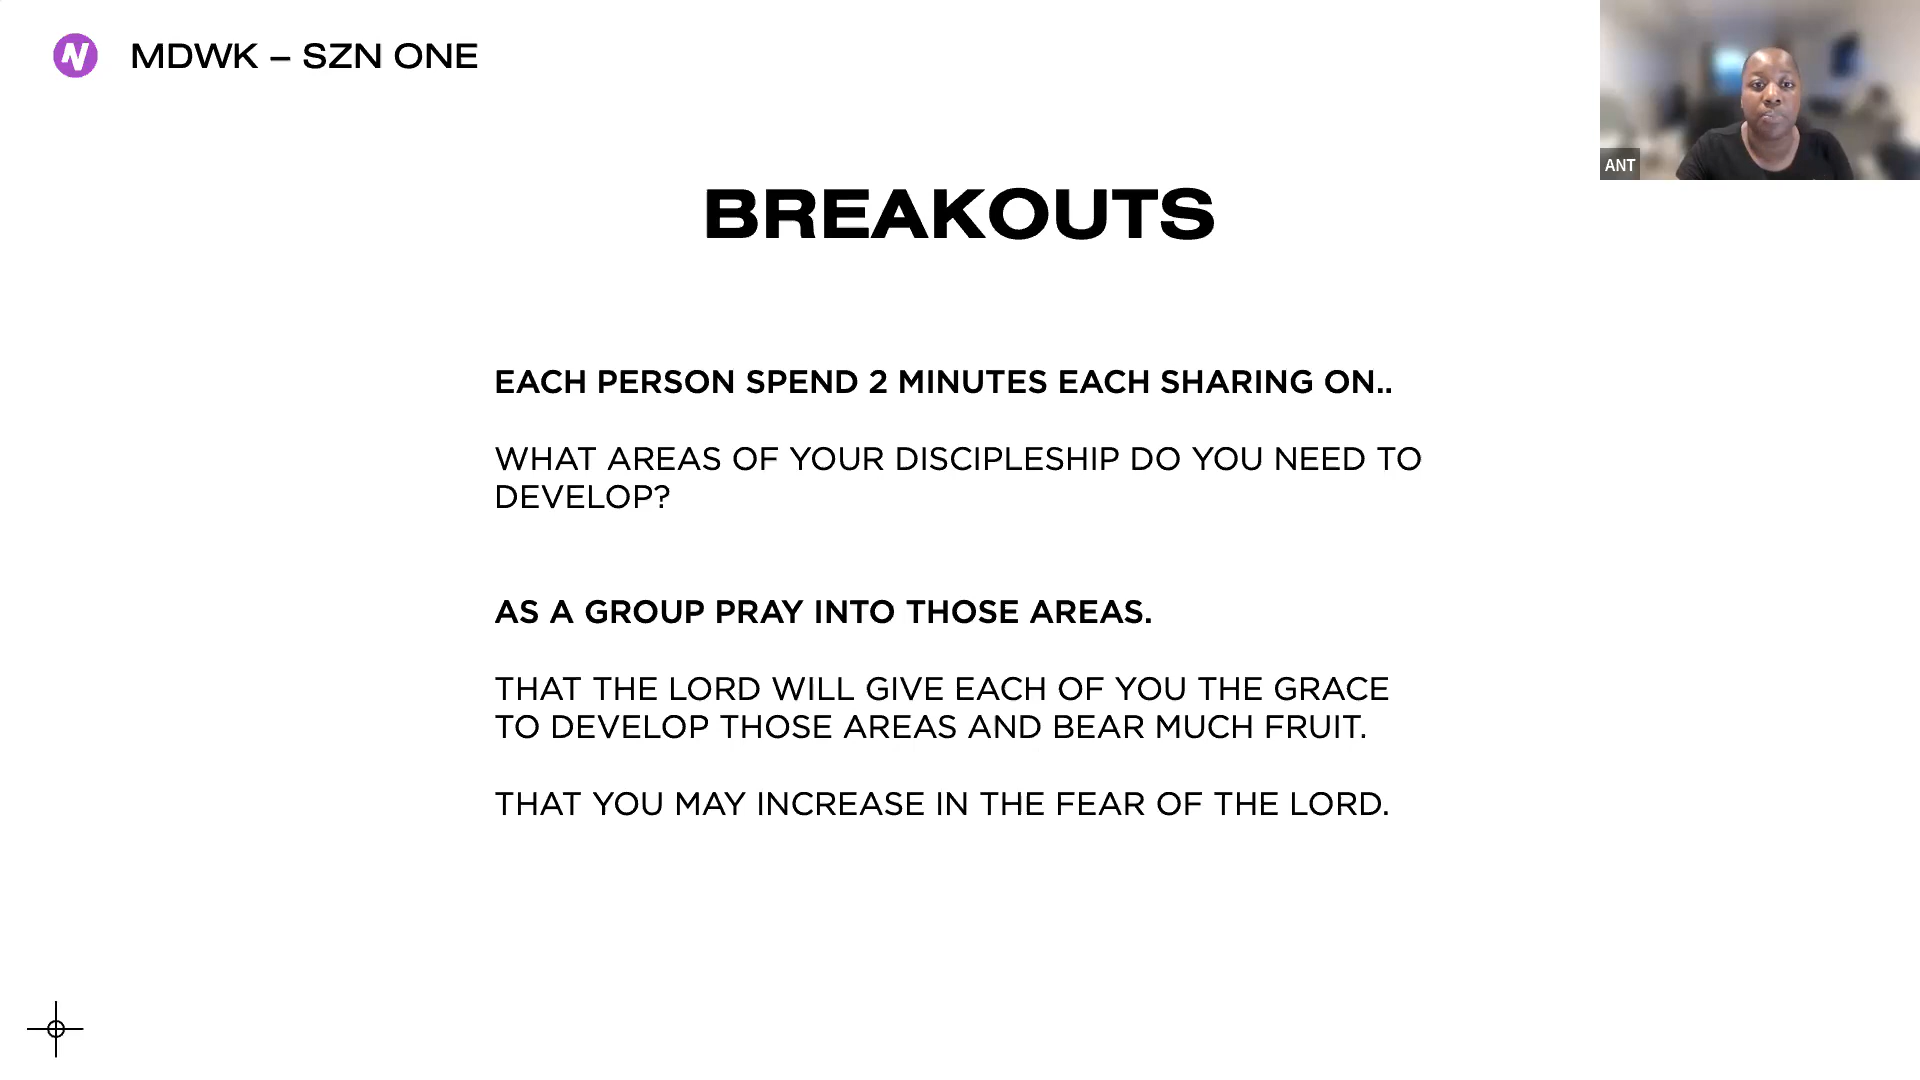 N
MDWK – SZN ONE
ANT
BREAKOUTS
EACH PERSON SPEND 2 MINUTES EACH SHARING ON..
WHAT AREAS OF YOUR DISCIPLESHIP DO YOU NEED TO
DEVELOP?
AS A GROUP PRAY INTO THOSE AREAS.
THAT THE LORD WILL GIVE EACH OF YOU THE GRACE
TO DEVELOP THOSE AREAS AND BEAR MUCH FRUIT.
THAT YOU MAY INCREASE IN THE FEAR OF THE LORD.